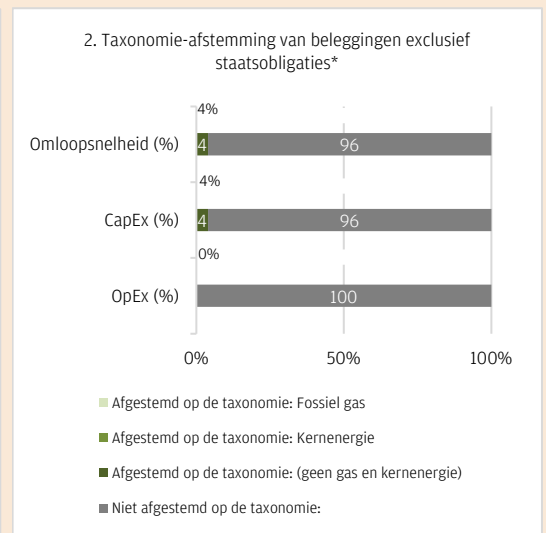 2. Taxonomie-afstemming van beleggingen exclusief
staatsobligaties*
4%
Omloopsnelheid (%) 4 96
4%
CapEx (%) 4 96
0%
OpEx (%) 100
0% 50% 100%
Afgestemd op de taxonomie: Fossiel gas
Afgestemd op de taxonomie: Kernenergie
Afgestemd op de taxonomie: (geen gas en kernenergie)
Niet afgestemd op de taxonomie: